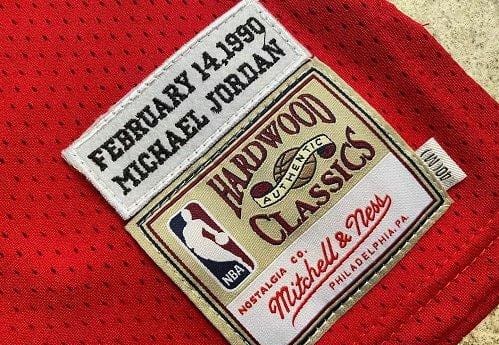 FEBRUARY 14, 1990
MICHAEL JORDAN
HARDWOOD
AUTHENTIC
CLASSICS
NBA
NOSTALGIA CO.
Mitchell & Ness
PHILADELPHIA, PA.